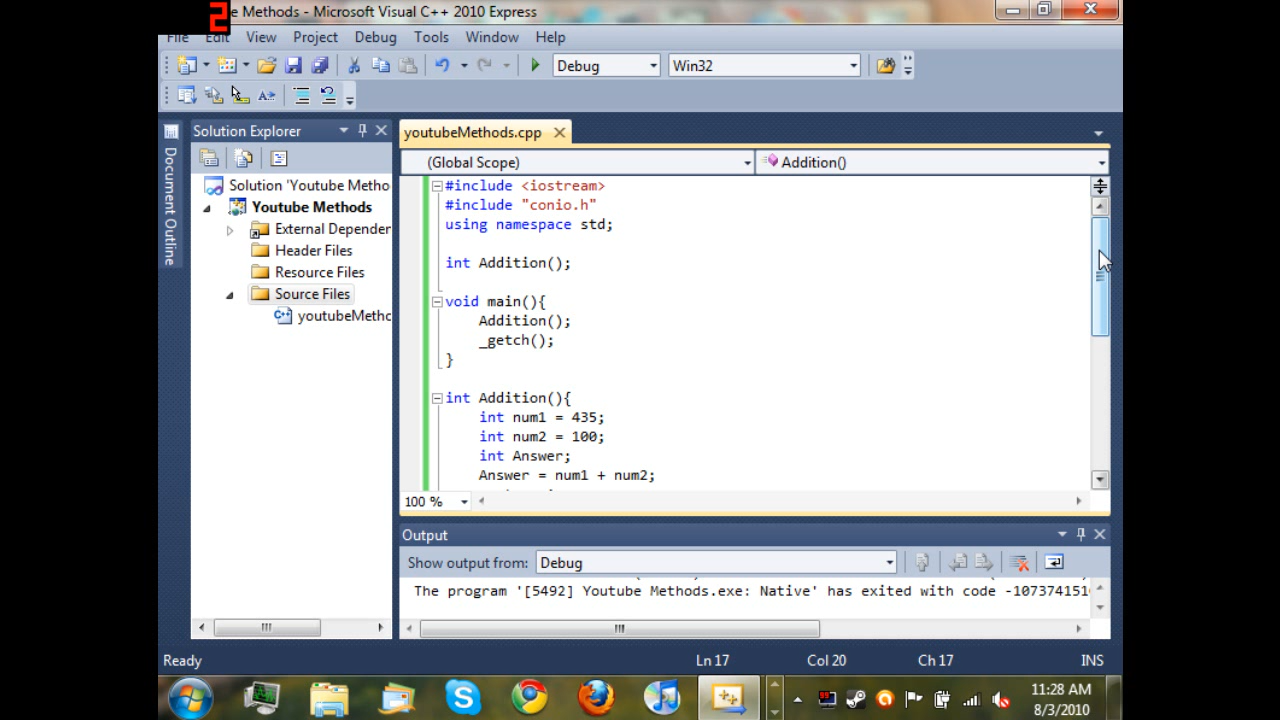 2
e Methods - Microsoft Visual C++ 2010 Express
File Edit View Project Debug Tools Window Help
Debug Win32
Solution Explorer
youtubeMethods.cpp
Document Outline
(Global Scope) Addition()
Solution 'Youtube Metho
Youtube Methods
External Depender
Header Files
Resource Files
Source Files
youtubeMetho
#include <iostream>
#include "conio.h"
using namespace std;
int Addition();
void main(){
Addition();
_getch();
}
int Addition(){
int num1 = 435;
int num2 = 100;
int Answer;
Answer = num1 + num2;
100 %
Output
Show output from: Debug
The program '[5492] Youtube Methods.exe: Native' has exited with code -1073741510
Ready Ln 17 Col 20 Ch 17 INS
11:28 AM
8/3/2010